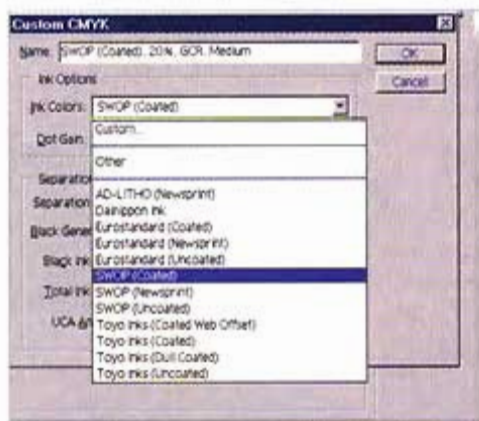 Custom CMYK
Name: SWOP (Coated), 20%, GCR, Medium
OK
Cancel
Ink Options
Ink Colors: SWOP (Coated)
Custom...
Dot Gain:
Other
Separation
AD-LITHO (Newsprint)
Separation
Dainippon Ink
Black Gener
Eurostandard (Coated)
Eurostandard (Newsprint)
Black Ink
Eurostandard (Uncoated)
SWOP (Coated)
Total Ink
SWOP (Newsprint)
SWOP (Uncoated)
UCA Am
Toyo Inks (Coated Web Offset)
Toyo Inks (Coated)
Toyo Inks (Dull Coated)
Toyo Inks (Uncoated)